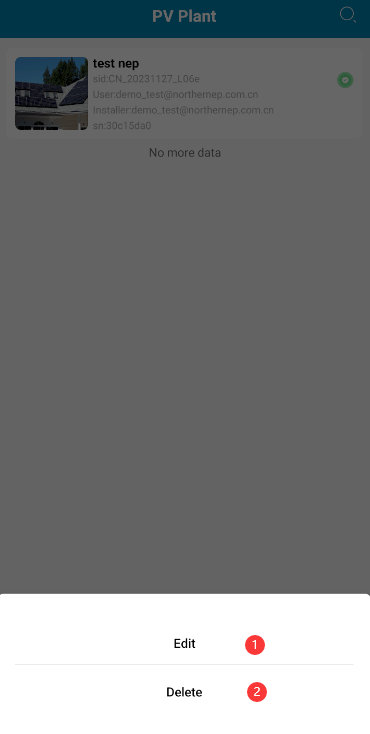 PV Plant
test nep
sid:CN_20231127_L06e
User:demo_test@northernep.com.cn
Installer:demo_test@northernep.com.cn
sn:30c15da0
No more data
Edit 1
Delete 2